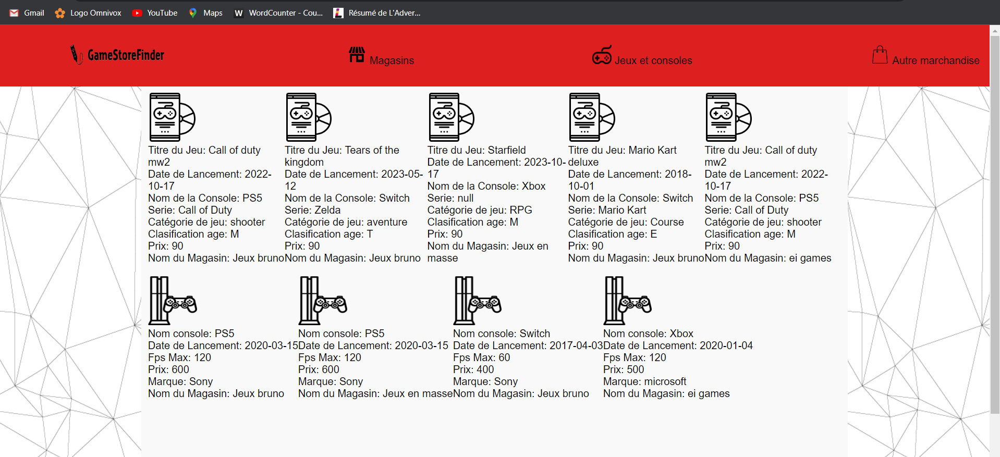 Gmail
Logo Omnivox
YouTube
Maps
W
WordCounter - Cou...
L
Résumé de L'Adver...
GameStoreFinder
Magasins
Jeux et consoles
Autre marchandise
Titre du Jeu: Call of duty
mw2
Date de Lancement: 2022-
10-17
Nom de la Console: PS5
Serie: Call of Duty
Catégorie de jeu: shooter
Clasification age: M
Prix: 90
Nom du Magasin: Jeux bruno
Titre du Jeu: Tears of the
kingdom
Date de Lancement: 2023-05-
12
Nom de la Console: Switch
Serie: Zelda
Catégorie de jeu: aventure
Clasification age: T
Prix: 90
Nom du Magasin: Jeux bruno
Titre du Jeu: Starfield
Date de Lancement: 2023-10-
17
Nom de la Console: Xbox
Serie: null
Catégorie de jeu: RPG
Clasification age: M
Prix: 90
Nom du Magasin: Jeux en
masse
Titre du Jeu: Mario Kart
deluxe
Date de Lancement: 2018-
10-01
Nom de la Console: Switch
Serie: Mario Kart
Catégorie de jeu: Course
Clasification age: E
Prix: 90
Nom du Magasin: Jeux bruno
Titre du Jeu: Call of duty
mw2
Date de Lancement: 2022-
10-17
Nom de la Console: PS5
Serie: Call of Duty
Catégorie de jeu: shooter
Clasification age: M
Prix: 90
Nom du Magasin: ei games
Nom console: PS5
Date de Lancement: 2020-03-15
Fps Max: 120
Prix: 600
Marque: Sony
Nom du Magasin: Jeux bruno
Nom console: PS5
Date de Lancement: 2020-03-15
Fps Max: 120
Prix: 600
Marque: Sony
Nom du Magasin: Jeux en masse
Nom console: Switch
Date de Lancement: 2017-04-03
Fps Max: 60
Prix: 400
Marque: Sony
Nom du Magasin: Jeux bruno
Nom console: Xbox
Date de Lancement: 2020-01-04
Fps Max: 120
Prix: 500
Marque: microsoft
Nom du Magasin: ei games